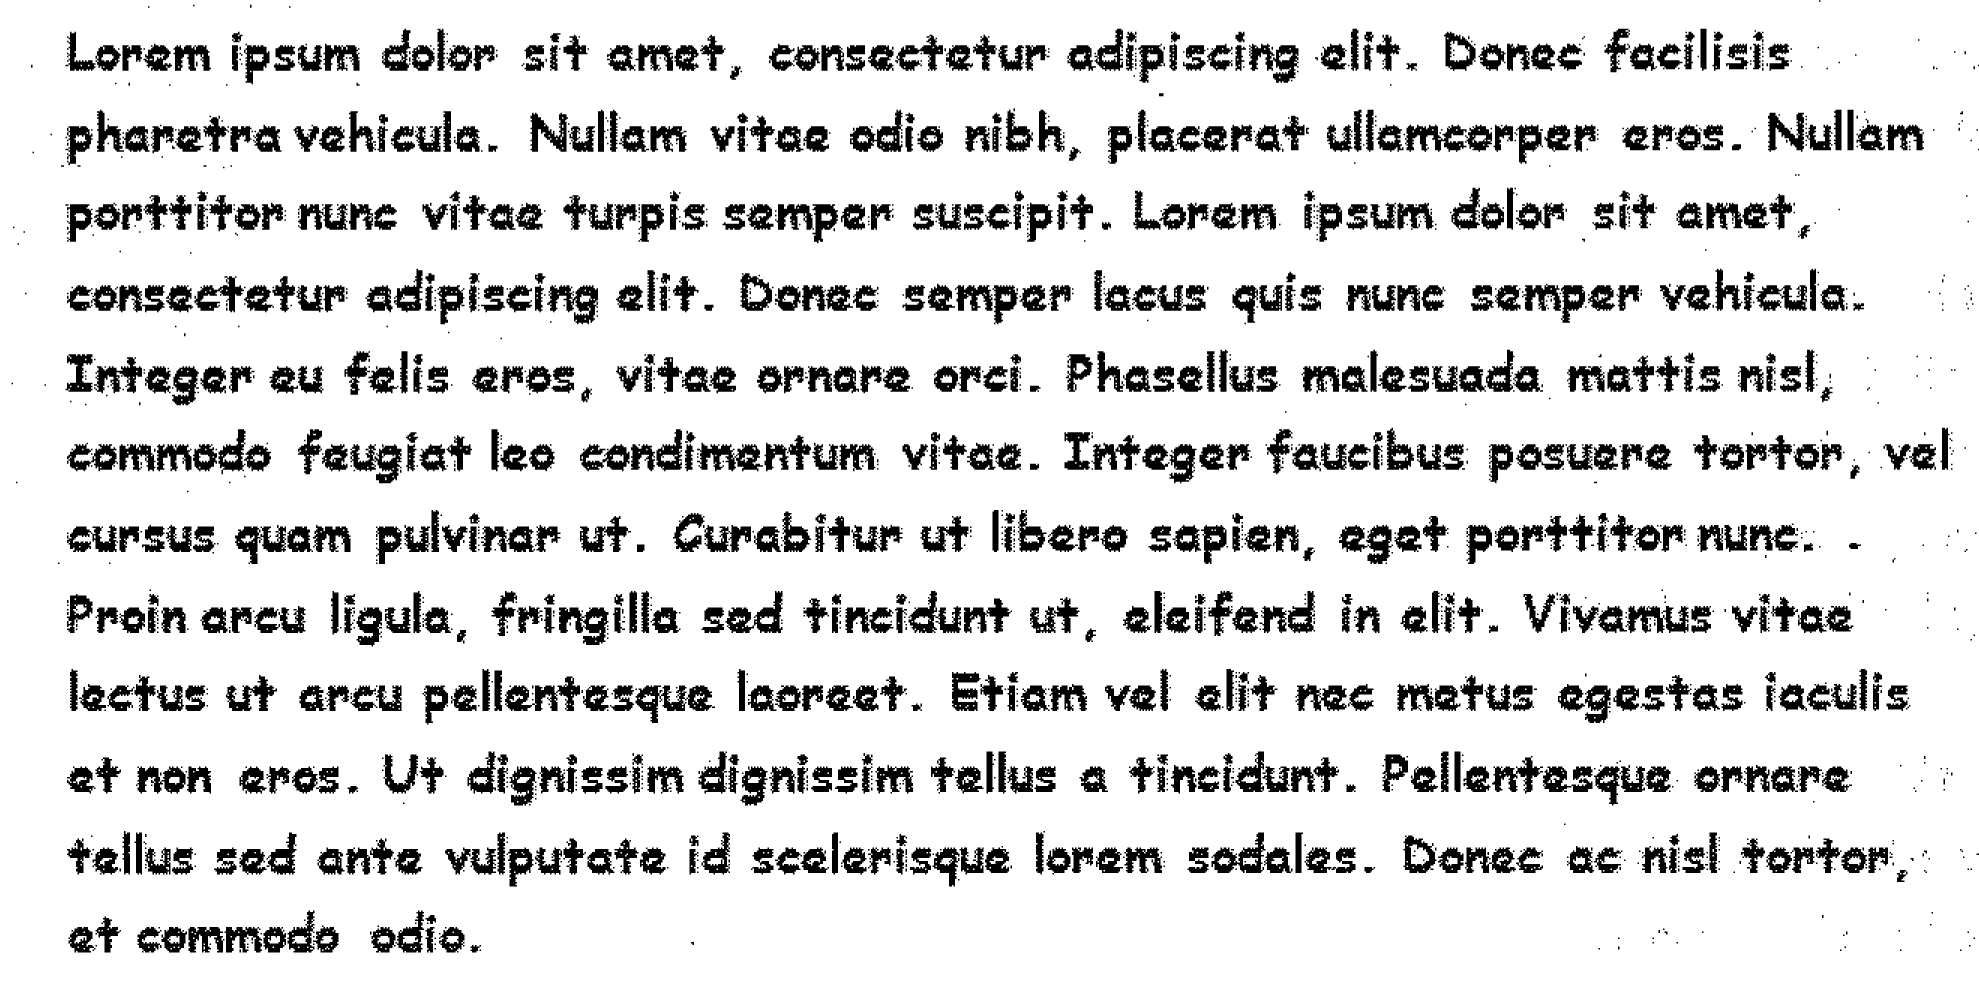 Lorem ipsum dolor sit amet, consectetur adipiscing elit. Donec facilisis
pharetra vehicula. Nullam vitae odio nibh, placerat ullamcorper eros. Nullam
porttitor nunc vitae turpis semper suscipit. Lorem ipsum dolor sit amet,
consectetur adipiscing elit. Donec semper lacus quis nunc semper vehicula.
Integer eu felis eros, vitae ornare orci. Phasellus malesuada mattis nisl,
commodo feugiat leo condimentum vitae. Integer faucibus posuere tortor, vel
cursus quam pulvinar ut. Curabitur ut libero sapien, eget porttitor nunc. .
Proin arcu ligula, fringilla sed tincidunt ut, eleifend in elit. Vivamus vitae
lectus ut arcu pellentesque laoreet. Etiam vel elit nec metus egestas iaculis
et non eros. Ut dignissim dignissim tellus a tincidunt. Pellentesque ornare
tellus sed ante vulputate id scelerisque lorem sodales. Donec ac nisl tortor,
et commodo odio.